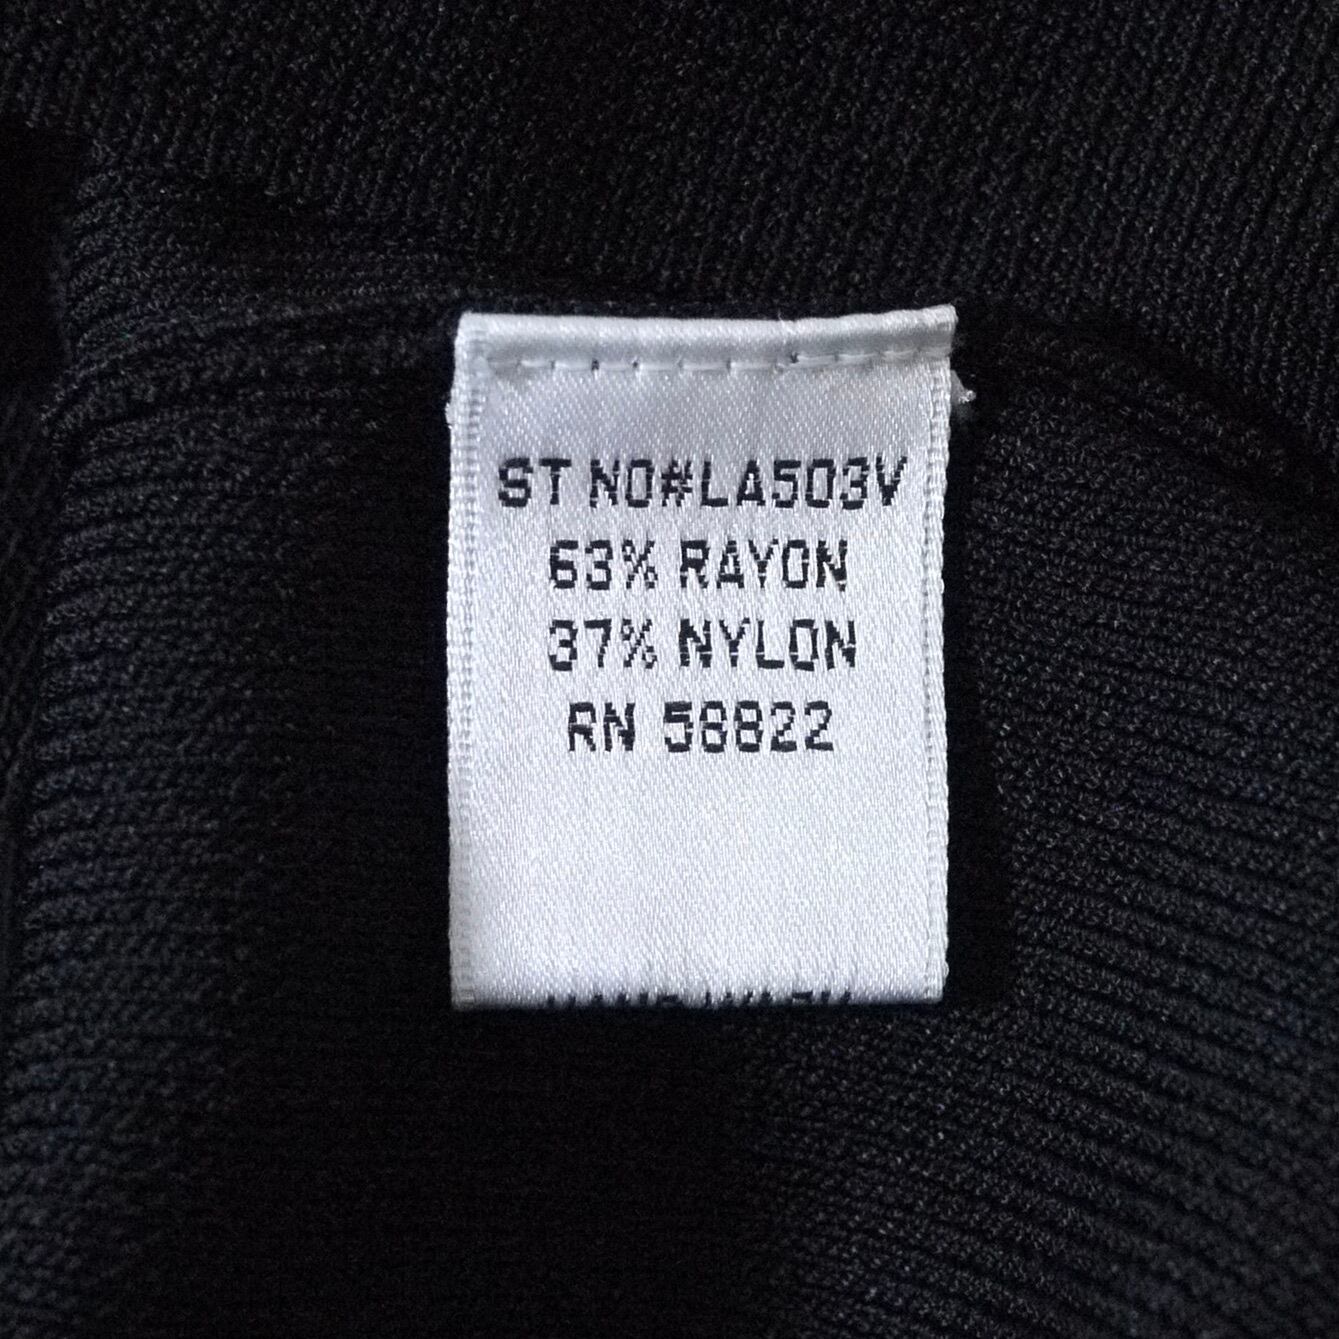 ST NO#LA503V
63% RAYON
37% NYLON
RN 58822